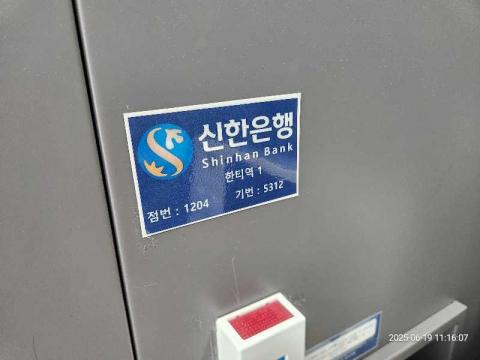 신한은행
Shinhan Bank
한티역 1
점번 : 1204
기번 : 5312
2025-06-19 11:16:07